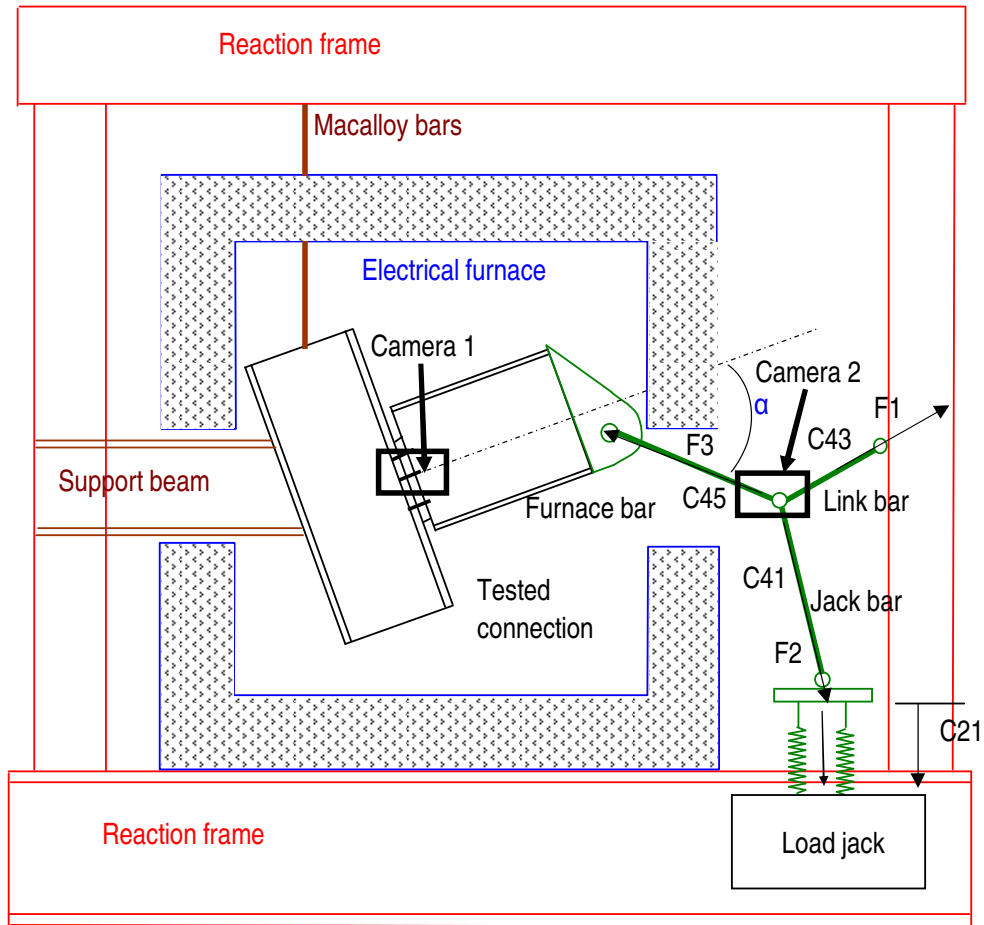 Reaction frame
Macalloy bars
Electrical furnace
Camera 1
Camera 2
α
F1
F3
C43
Support beam
C45
Furnace bar
Link bar
C41
Tested
connection
Jack bar
F2
C21
Reaction frame
Load jack